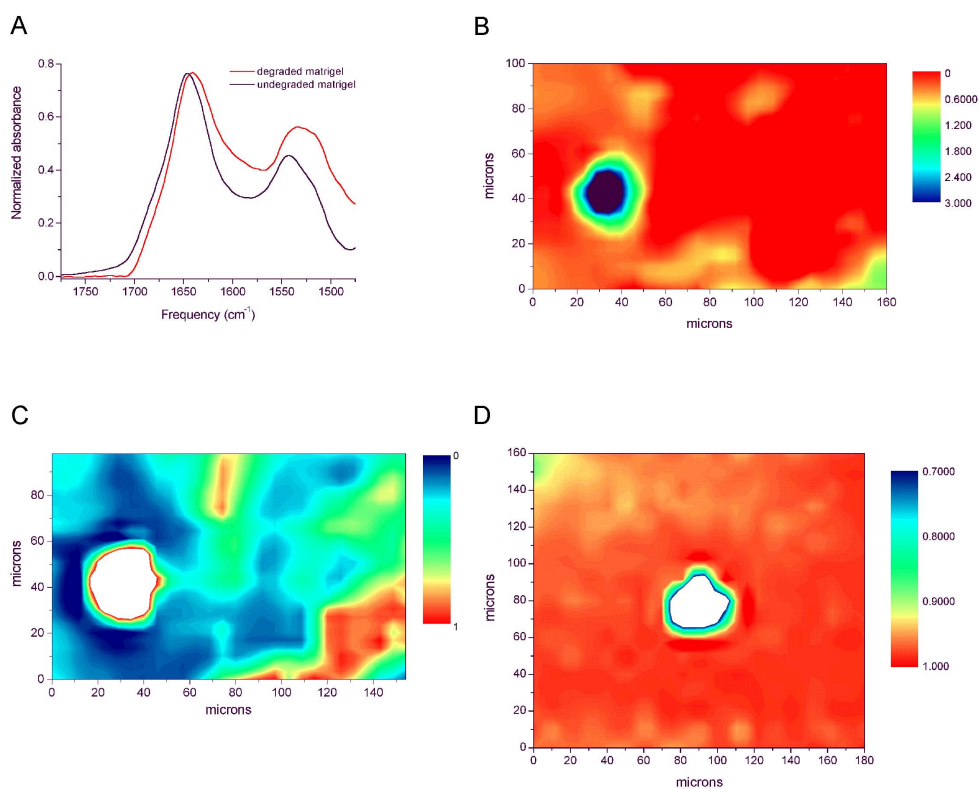 A
0.8
0.6
0.4
0.2
0.0
Normalized absorbance
degraded matrigel
undegraded matrigel
1750 1700 1650 1600 1550 1500
Frequency (cm⁻¹)
B
100
80
60
40
20
0
microns
0 20 40 60 80 100 120 140 160
microns
0
0.6000
1.200
1.800
2.400
3.000
C
80
60
40
20
0
microns
0 20 40 60 80 100 120 140
microns
0
1
D
160
140
120
100
80
60
40
20
0
microns
0 20 40 60 80 100 120 140 160 180
microns
0.7000
0.8000
0.9000
1.000